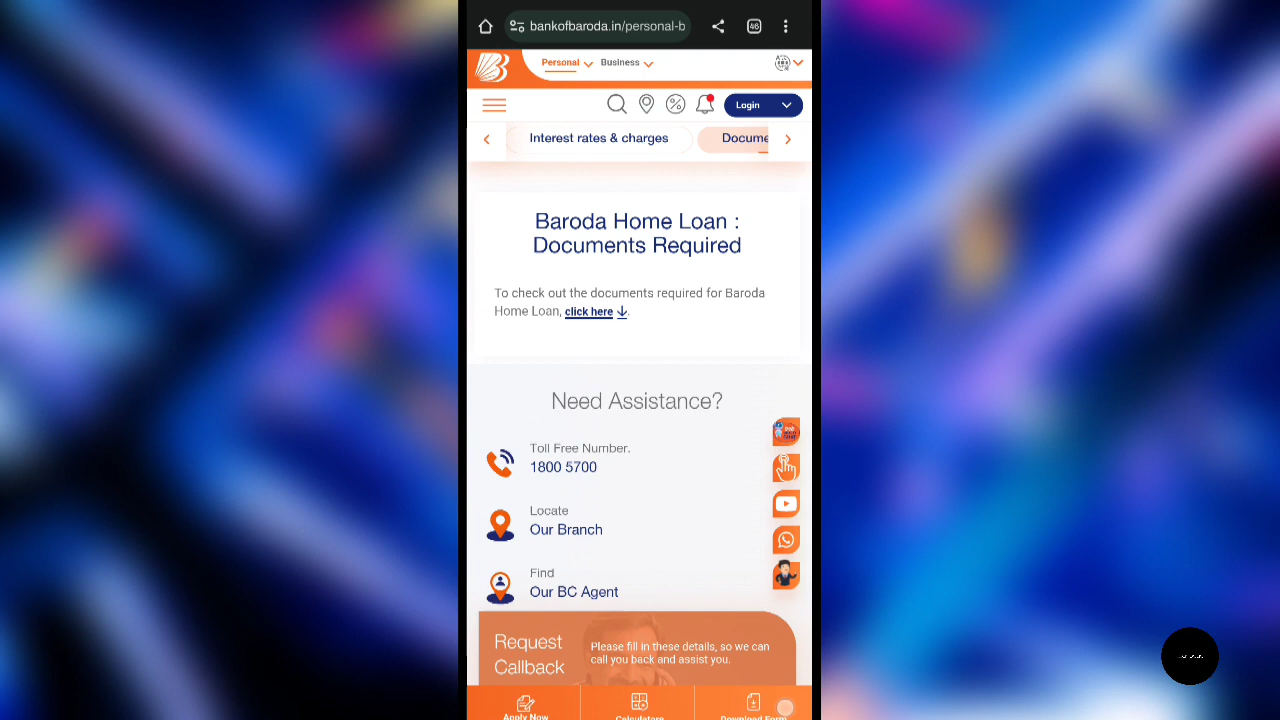 bankofbaroda.in/personal-b
46
Personal
Business
Login
Interest rates & charges
Docume
Baroda Home Loan :
Documents Required
To check out the documents required for Baroda
Home Loan, click here .
Need Assistance?
Toll Free Number.
1800 5700
Locate
Our Branch
Find
Our BC Agent
Request
Callback
Please fill in these details, so we can
call you back and assist you.
Apply Now
Calculators
Download Form